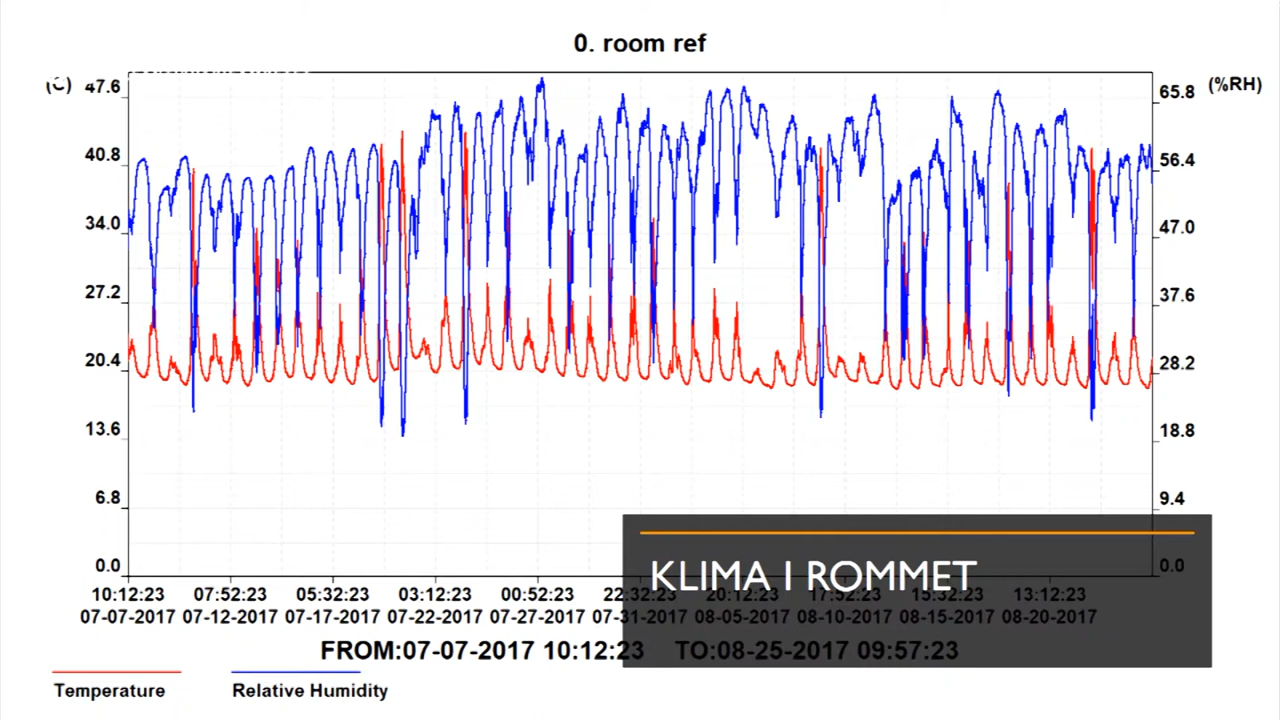 0. room ref
(C)
(%RH)
47.6
40.8
34.0
27.2
20.4
13.6
6.8
0.0
65.8
56.4
47.0
37.6
28.2
18.8
9.4
0.0
KLIMA I ROMMET
10:12:23 07:52:23 05:32:23 03:12:23 00:52:23 22:32:23 20:12:23 17:52:23 15:32:23 13:12:23
07-07-2017 07-12-2017 07-17-2017 07-22-2017 07-27-2017 07-31-2017 08-05-2017 08-10-2017 08-15-2017 08-20-2017
FROM:07-07-2017 10:12:23 TO:08-25-2017 09:57:23
Temperature Relative Humidity